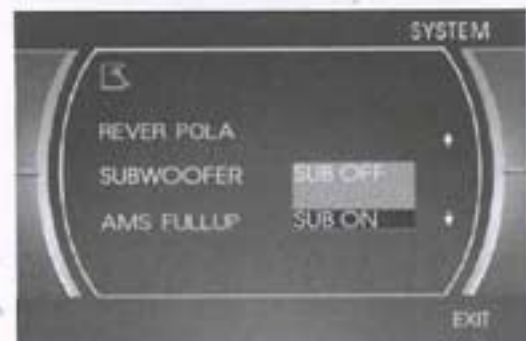 SYSTEM
REVER POLA
SUBWOOFER SUB OFF
AMS FULLUP SUB ON
EXIT